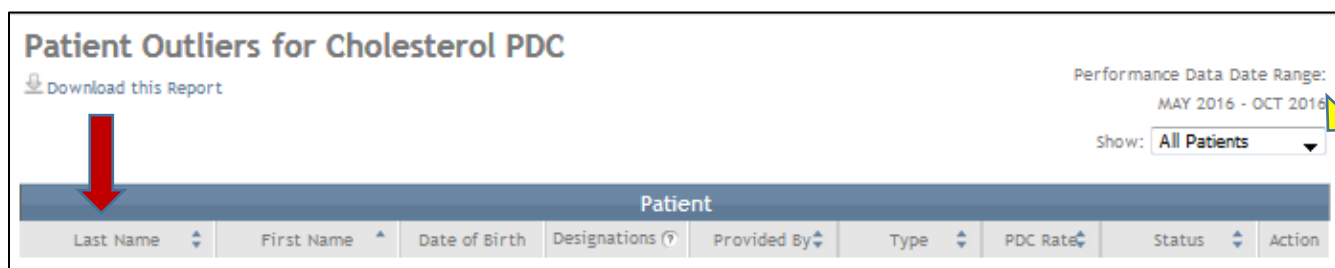 Patient Outliers for Cholesterol PDC
Download this Report
Performance Data Date Range:
MAY 2016 - OCT 2016
Show: All Patients
Patient
Last Name First Name Date of Birth Designations ? Provided By Type PDC Rate Status Action